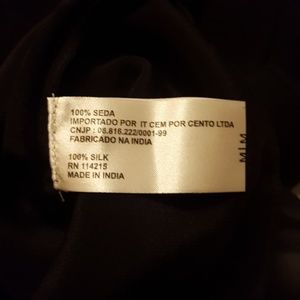 100% SEDA
IMPORTADO POR IT CEM POR CENTO LTDA
CNJP : 08.816.222/0001-99
FABRICADO NA INDIA
100% SILK
RN 114215
MADE IN INDIA
M | M